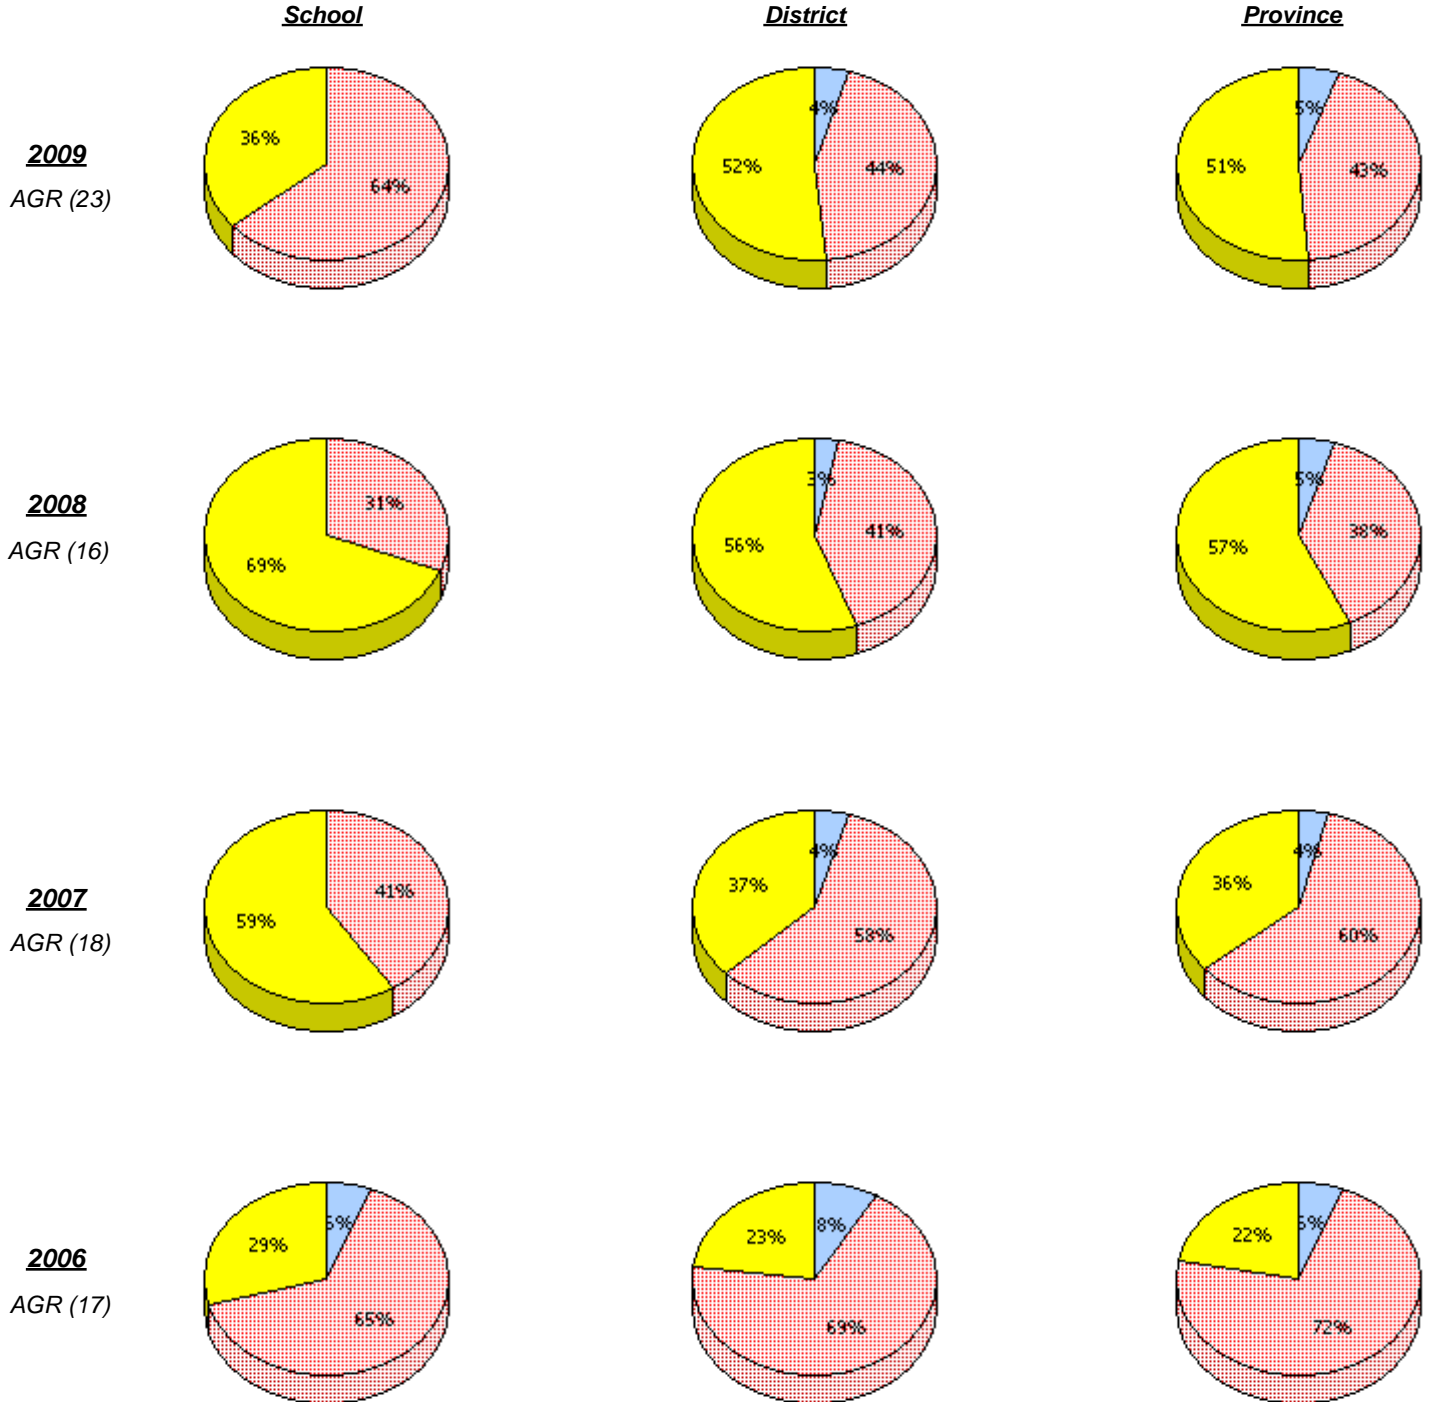 School District Province
36% 64% 52% 4% 44% 51% 5% 43%
2009
AGR (23)
69% 31% 56% 3% 41% 57% 5% 38%
2008
AGR (16)
59% 41% 37% 4% 58% 36% 4% 60%
2007
AGR (18)
29% 65% 23% 8% 69% 22% 72%
2006
AGR (17)